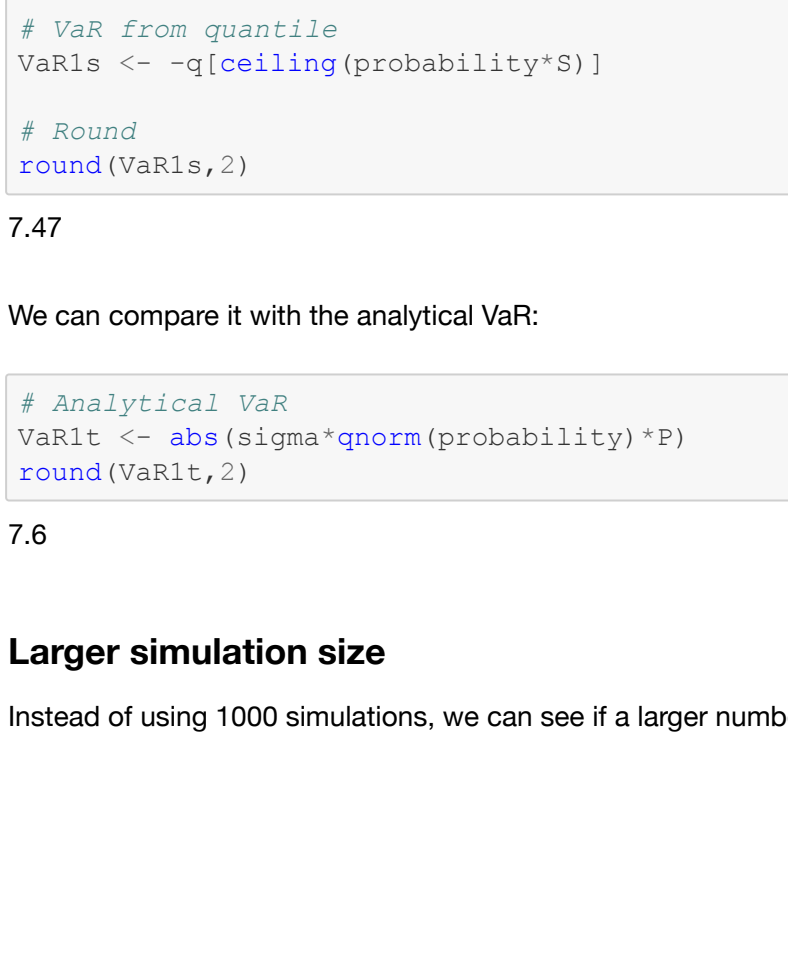 # VaR from quantile
VaR1s <- -q[ceiling(probability*S)]
# Round
round(VaR1s,2)
7.47
We can compare it with the analytical VaR:
# Analytical VaR
VaR1t <- abs(sigma*qnorm(probability)*P)
round(VaR1t,2)
7.6
Larger simulation size
Instead of using 1000 simulations, we can see if a larger numb